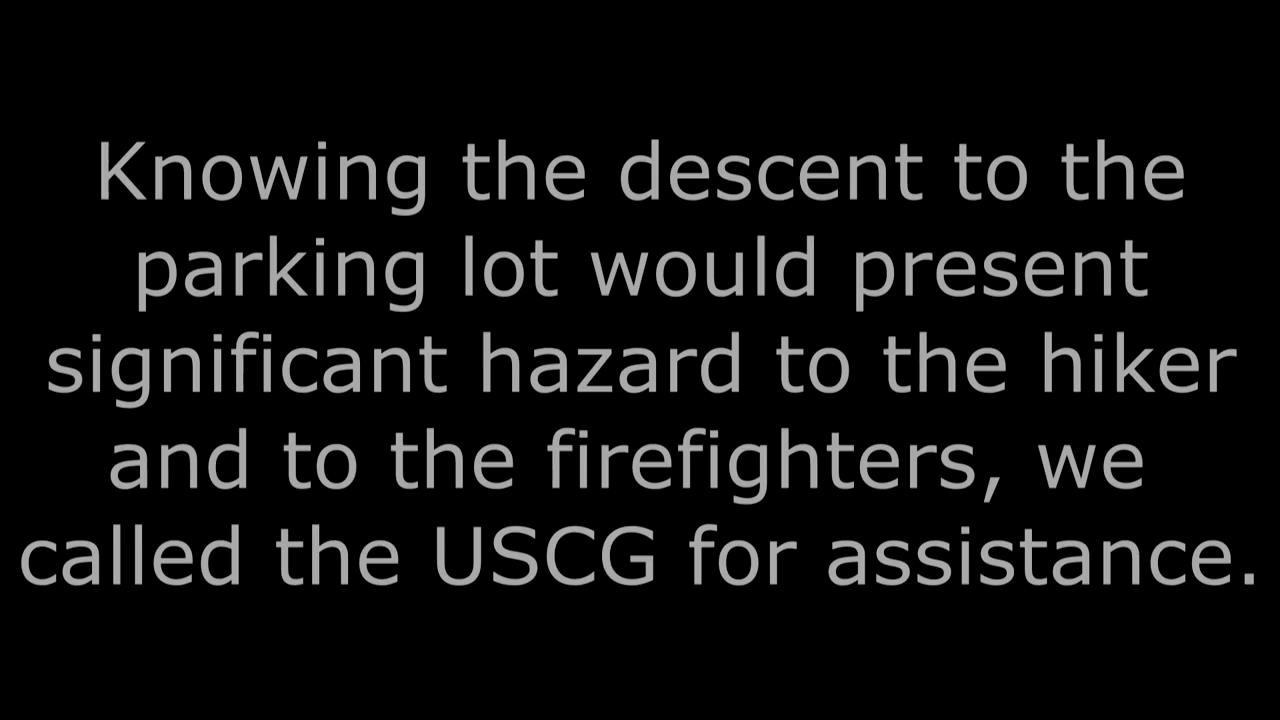 Knowing the descent to the
parking lot would present
significant hazard to the hiker
and to the firefighters, we
called the USCG for assistance.